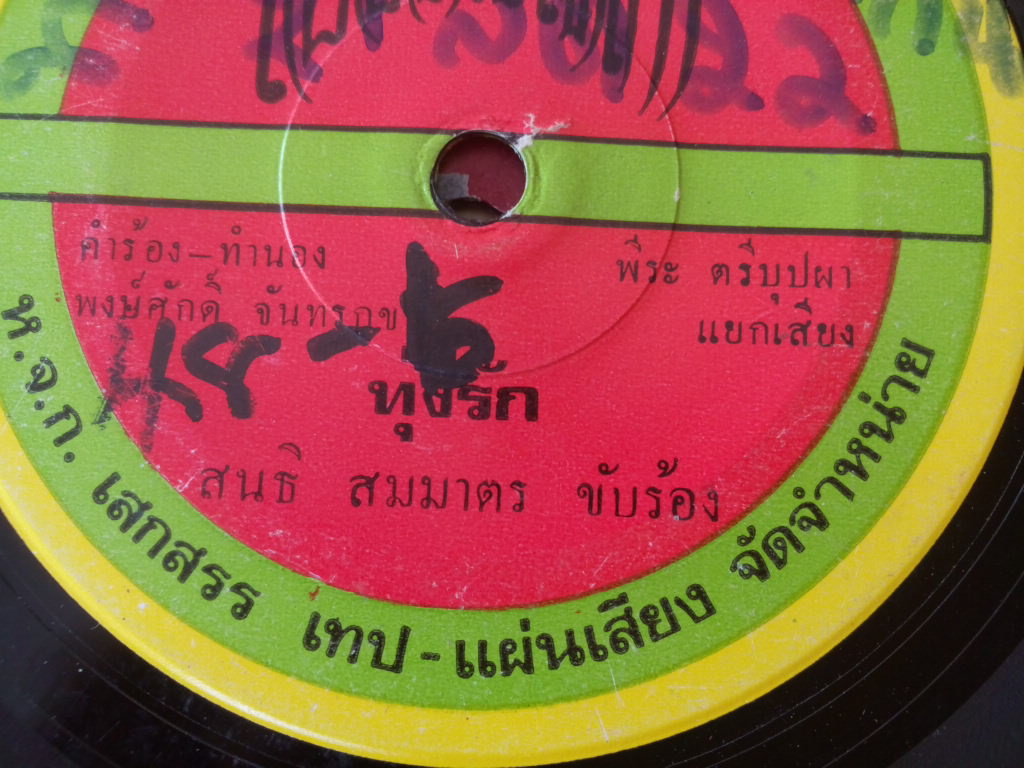 คำร้อง-ทำนอง
พงษ์ศักดิ์ จันทรุกขา
พีระ ตรีบุปผา
แยกเสียง
ทุ่งรัก
สนธิ สมมาตร ขับร้อง
ห.จ.ก. เสกสรร เทป-แผ่นเสียง จัดจำหน่าย